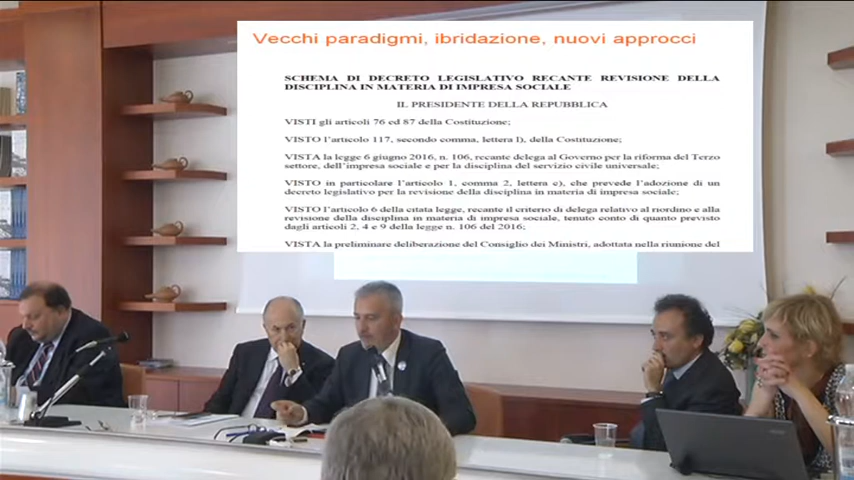 Vecchi paradigmi, ibridazione, nuovi approcci
SCHEMA DI DECRETO LEGISLATIVO RECANTE REVISIONE DELLA
DISCIPLINA IN MATERIA DI IMPRESA SOCIALE
IL PRESIDENTE DELLA REPUBBLICA
VISTI gli articoli 76 ed 87 della Costituzione;
VISTO l'articolo 117, secondo comma, lettera l), della Costituzione;
VISTA la legge 6 giugno 2016, n. 106, recante delega al Governo per la riforma del Terzo
settore, dell'impresa sociale e per la disciplina del servizio civile universale;
VISTO in particolare l'articolo 1, comma 2, lettera c), che prevede l'adozione di un
decreto legislativo per la revisione della disciplina in materia di impresa sociale;
VISTO l'articolo 6 della citata legge, recante il criterio di delega relativo al riordino e alla
revisione della disciplina in materia di impresa sociale, tenuto conto di quanto previsto
dagli articoli 2, 4 e 9 della legge n. 106 del 2016;
VISTA la preliminare deliberazione del Consiglio dei Ministri, adottata nella riunione del